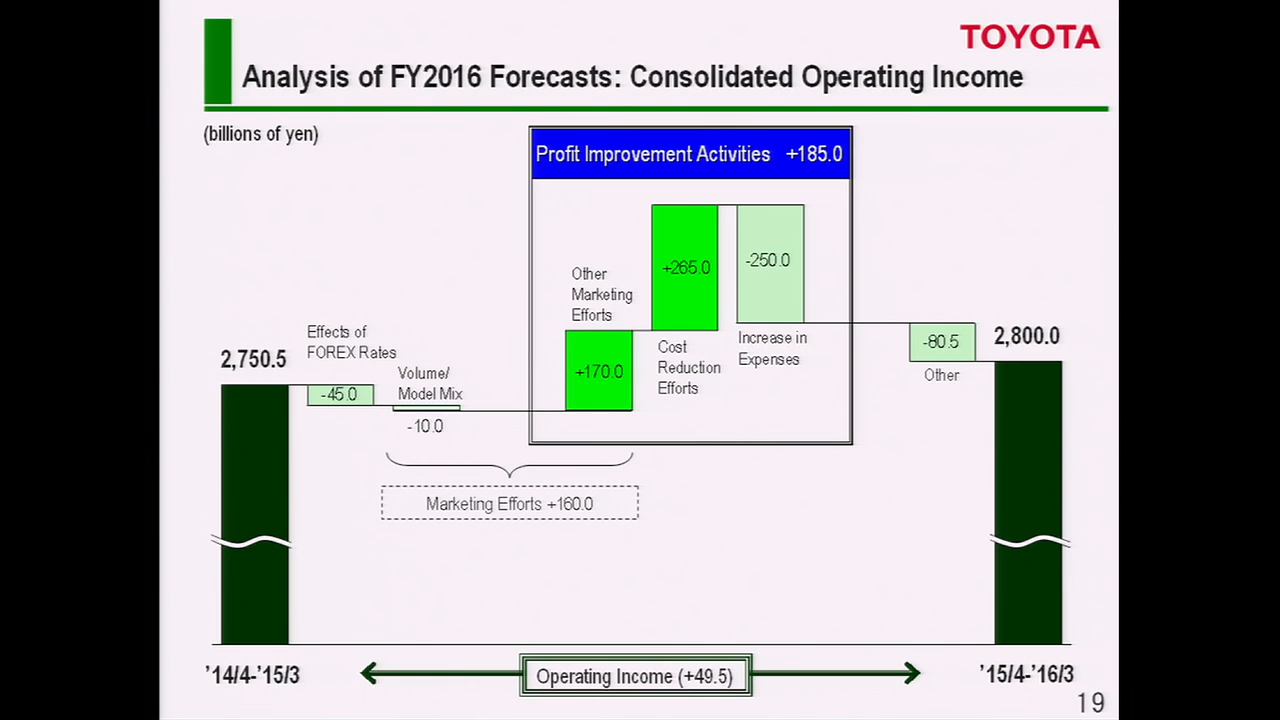 TOYOTA
Analysis of FY2016 Forecasts: Consolidated Operating Income
(billions of yen)
Profit Improvement Activities +185.0
+265.0
-250.0
Other
Marketing
Efforts
+170.0
Cost
Reduction
Efforts
Increase in
Expenses
Effects of
FOREX Rates
2,750.5
-45.0
Volume/
Model Mix
-10.0
-80.5
Other
2,800.0
Marketing Efforts +160.0
’14/4-’15/3
Operating Income (+49.5)
’15/4-’16/3
19